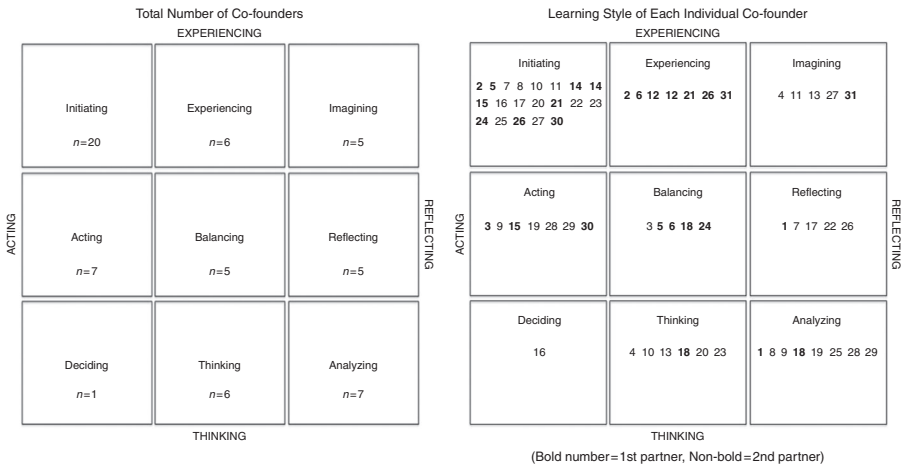 Total Number of Co-founders
EXPERIENCING
Initiating
n=20
Experiencing
n=6
Imagining
n=5
ACTING
Acting
n=7
Balancing
n=5
Reflecting
n=5
REFLECTING
Deciding
n=1
Thinking
n=6
Analyzing
n=7
THINKING
Learning Style of Each Individual Co-founder
EXPERIENCING
Initiating
2 5 7 8 10 11 14 14
15 16 17 20 21 22 23
24 25 26 27 30
Experiencing
2 6 12 12 21 26 31
Imagining
4 11 13 27 31
ACTING
Acting
3 9 15 19 28 29 30
Balancing
3 5 6 18 24
Reflecting
1 7 17 22 26
REFLECTING
Deciding
16
Thinking
4 10 13 18 20 23
Analyzing
1 8 9 18 19 25 28 29
THINKING
(Bold number=1st partner, Non-bold=2nd partner)